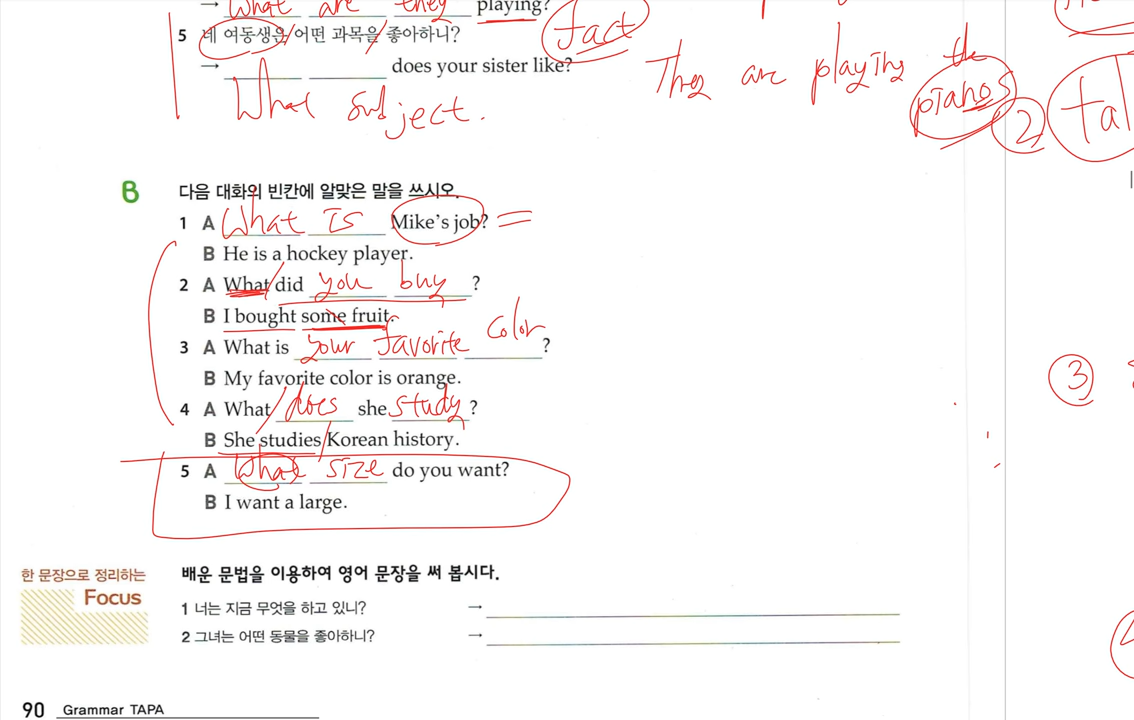 → What are they playing?
5 네 여동생은/어떤 과목을/좋아하니? fact
→ does your sister like?
What subject.
They are playing the pianos
②
B 다음 대화의 빈칸에 알맞은 말을 쓰시오.
1 A What is Mike's job? =
B He is a hockey player.
2 A What/did you buy ?
B I bought some fruit.
3 A What is your favorite color ?
B My favorite color is orange.
4 A What/does she study ?
B She studies/Korean history.
5 A What size do you want?
B I want a large.
③
한 문장으로 정리하는
Focus
배운 문법을 이용하여 영어 문장을 써 봅시다.
1 너는 지금 무엇을 하고 있니? →
2 그녀는 어떤 동물을 좋아하니? →
90 Grammar TAPA